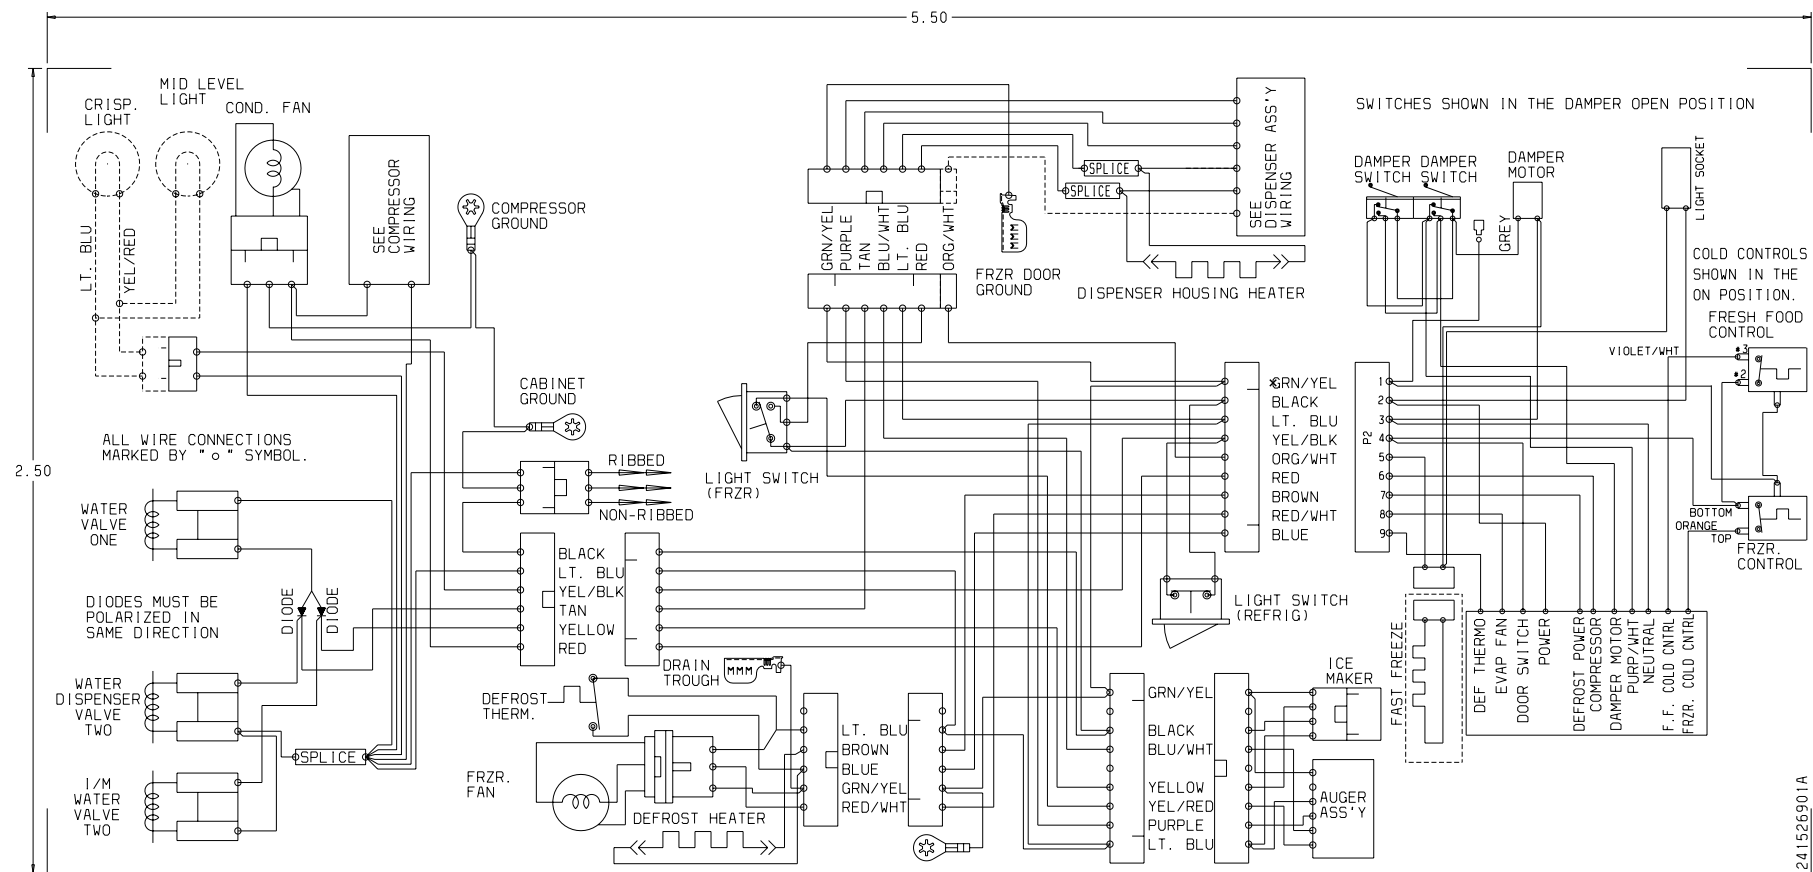 5.50
2.50
CRISP.
LIGHT
MID LEVEL
LIGHT
COND. FAN
LT. BLU
YEL/RED
SEE
COMPRESSOR
WIRING
COMPRESSOR
GROUND
CABINET
GROUND
ALL WIRE CONNECTIONS
MARKED BY "o" SYMBOL.
WATER
VALVE
ONE
DIODES MUST BE
POLARIZED IN
SAME DIRECTION
DIODE
DIODE
WATER
DISPENSER
VALVE
TWO
I/M
WATER
VALVE
TWO
SPLICE
RIBBED
NON-RIBBED
BLACK
LT. BLU
YEL/BLK
TAN
YELLOW
RED
DEFROST
THERM.
FRZR.
FAN
DRAIN
TROUGH
DEFROST HEATER
LT. BLU
BROWN
BLUE
GRN/YEL
RED/WHT
LIGHT SWITCH
(FRZR)
GRN/YEL
PURPLE
TAN
BLU/WHT
LT. BLU
RED
ORG/WHT
FRZR DOOR
GROUND
SPLICE
SPLICE
SEE
DISPENSER ASS'Y
WIRING
DISPENSER HOUSING HEATER
GRN/YEL
BLACK
LT. BLU
YEL/BLK
ORG/WHT
RED
BROWN
RED/WHT
BLUE
LIGHT SWITCH
(REFRIG)
GRN/YEL
BLACK
BLU/WHT
YELLOW
YEL/RED
PURPLE
LT. BLU
ICE
MAKER
AUGER
ASS'Y
SWITCHES SHOWN IN THE DAMPER OPEN POSITION
DAMPER
SWITCH
DAMPER
SWITCH
DAMPER
MOTOR
GREY
LIGHT SOCKET
COLD CONTROLS
SHOWN IN THE
ON POSITION.
FRESH FOOD
CONTROL
VIOLET/WHT
#3
#2
P2
1
2
3
4
5
6
7
8
9
BOTTOM
ORANGE
TOP
FRZR.
CONTROL
FAST FREEZE
DEF THERMO
EVAP FAN
DOOR SWITCH
POWER
DEFROST POWER
COMPRESSOR
DAMPER MOTOR
PURP/WHT
NEUTRAL
F.F. COLD CNTRL
FRZR. COLD CNTRL
241526901A